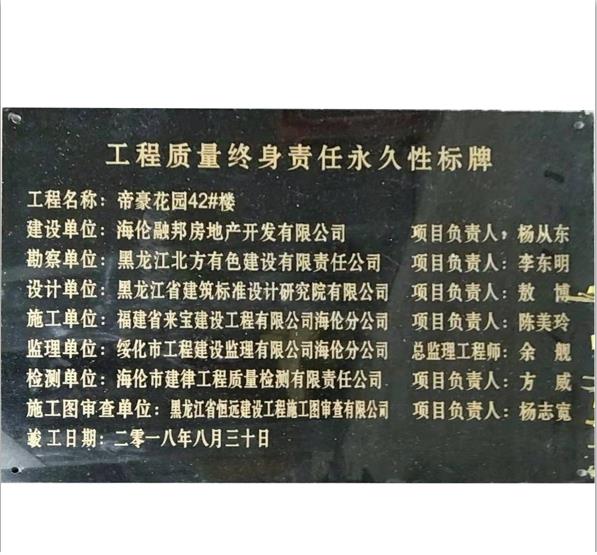 工程质量终身责任永久性标牌
工程名称：帝豪花园42#楼
建设单位：海伦融邦房地产开发有限公司 项目负责人：杨从东
勘察单位：黑龙江北方有色建设有限责任公司 项目负责人：李东明
设计单位：黑龙江省建筑标准设计研究院有限公司 项目负责人：敖 博
施工单位：福建省来宝建设工程有限公司海伦分公司 项目负责人：陈美玲
监理单位：绥化市工程建设监理有限公司海伦分公司 总监理工程师：余 舰
检测单位：海伦市建律工程质量检测有限责任公司 项目负责人：方 威
施工图审查单位：黑龙江省恒远建设工程施工图审查有限公司 项目负责人：杨志宽
竣工日期：二零一八年八月三十日